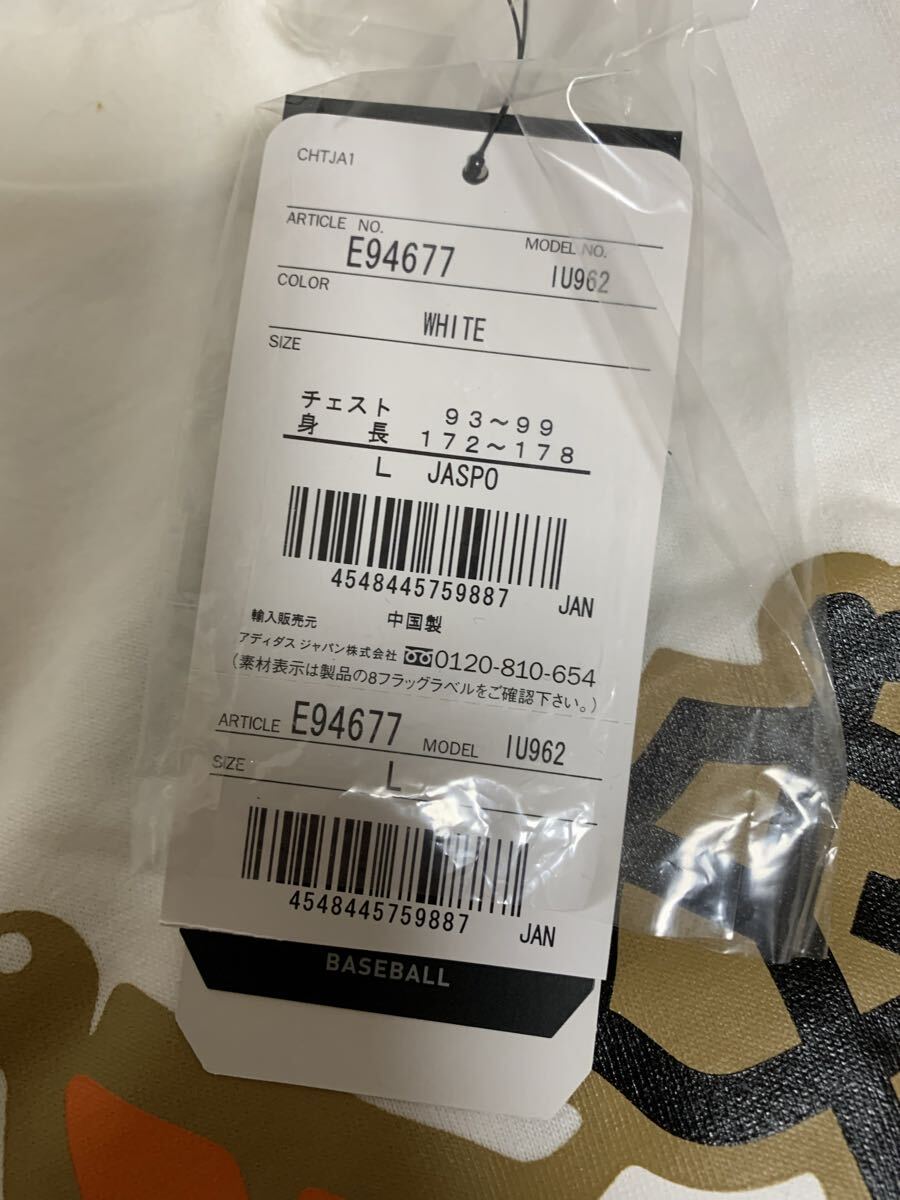 CHTJA1
ARTICLE NO. MODEL NO.
E94677 IU962
COLOR
WHITE
SIZE
チェスト 93～99
身 長 172～178
L JASPO
4548445759887 JAN
輸入販売元 中国製
アディダス ジャパン株式会社 0120-810-654
(素材表示は製品の8フラッグラベルをご確認下さい。)
ARTICLE E94677 MODEL IU962
SIZE L
4548445759887 JAN
BASEBALL